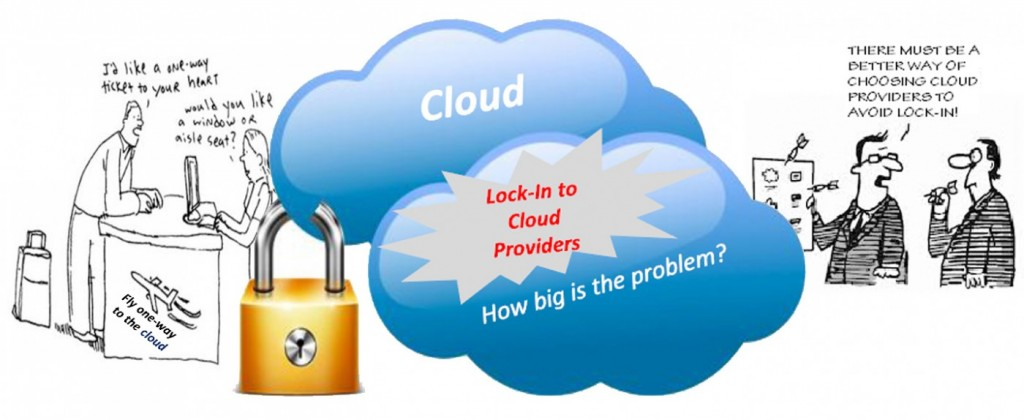 I'd like a one-way
ticket to your heart
would you like
a window or
aisle seat?
Fly one-way
to the cloud
Cloud
Lock-In to
Cloud
Providers
How big is the problem?
THERE MUST BE A
BETTER WAY OF
CHOOSING CLOUD
PROVIDERS TO
AVOID LOCK-IN!